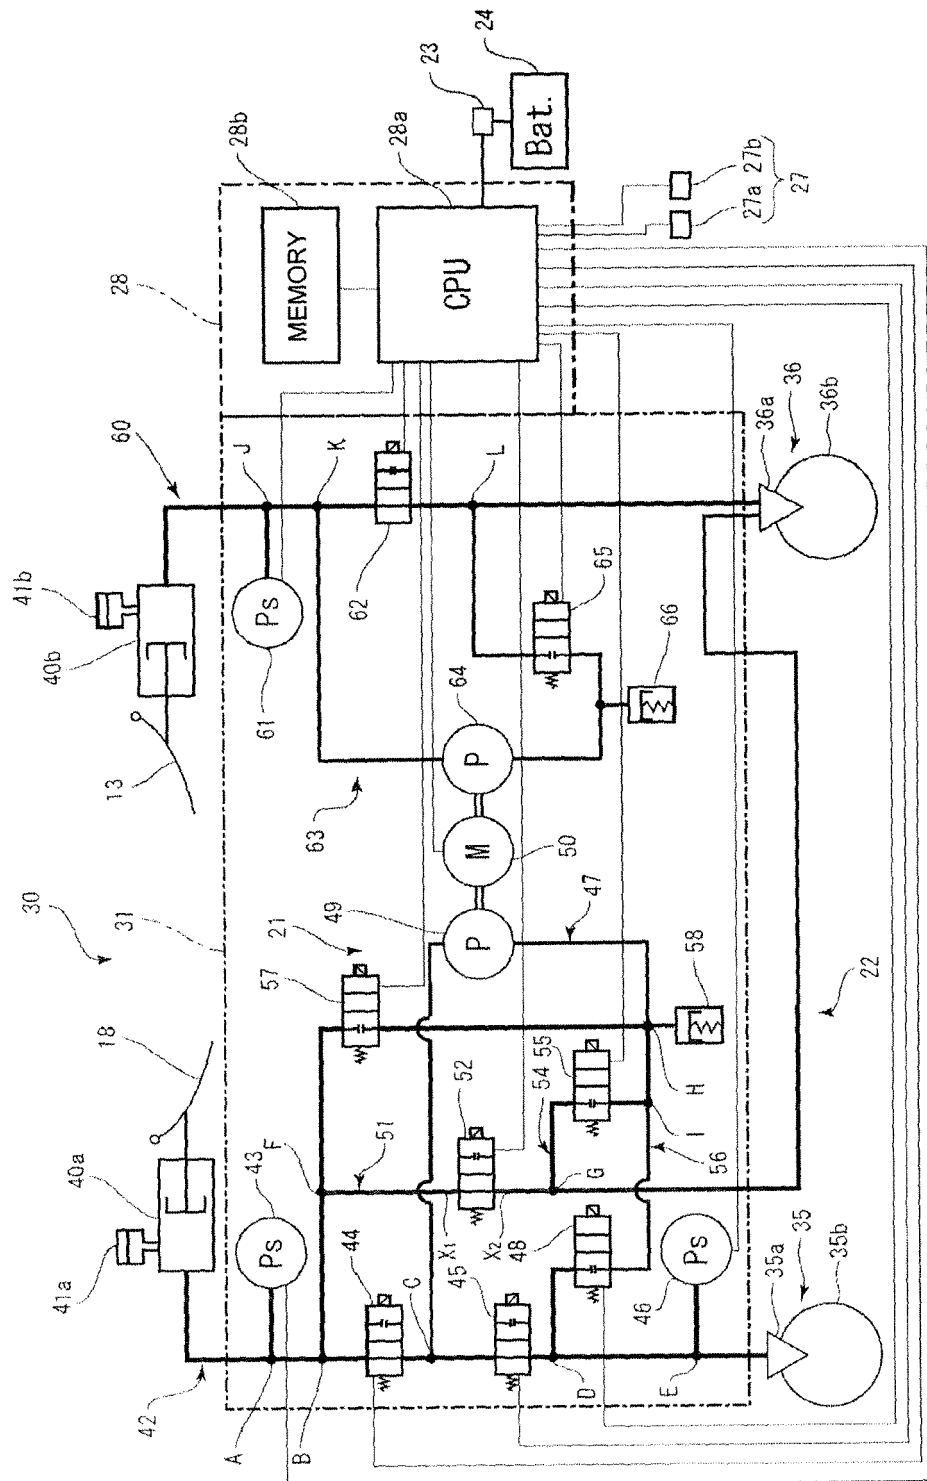 41a
41b
30
40a
40b
18
13
60
28
42
31
A
43
Ps
F
61
Ps
J
28b
MEMORY
B
21
57
63
K
44
51
49
62
28a
23
C
X1
52
P
M
P
64
CPU
24
45
X2
50
L
Bat.
48
54
55
47
D
G
65
46
Ps
56
I
H
58
66
E
27a
27b
27
35a
35
35b
22
36a
36
36b